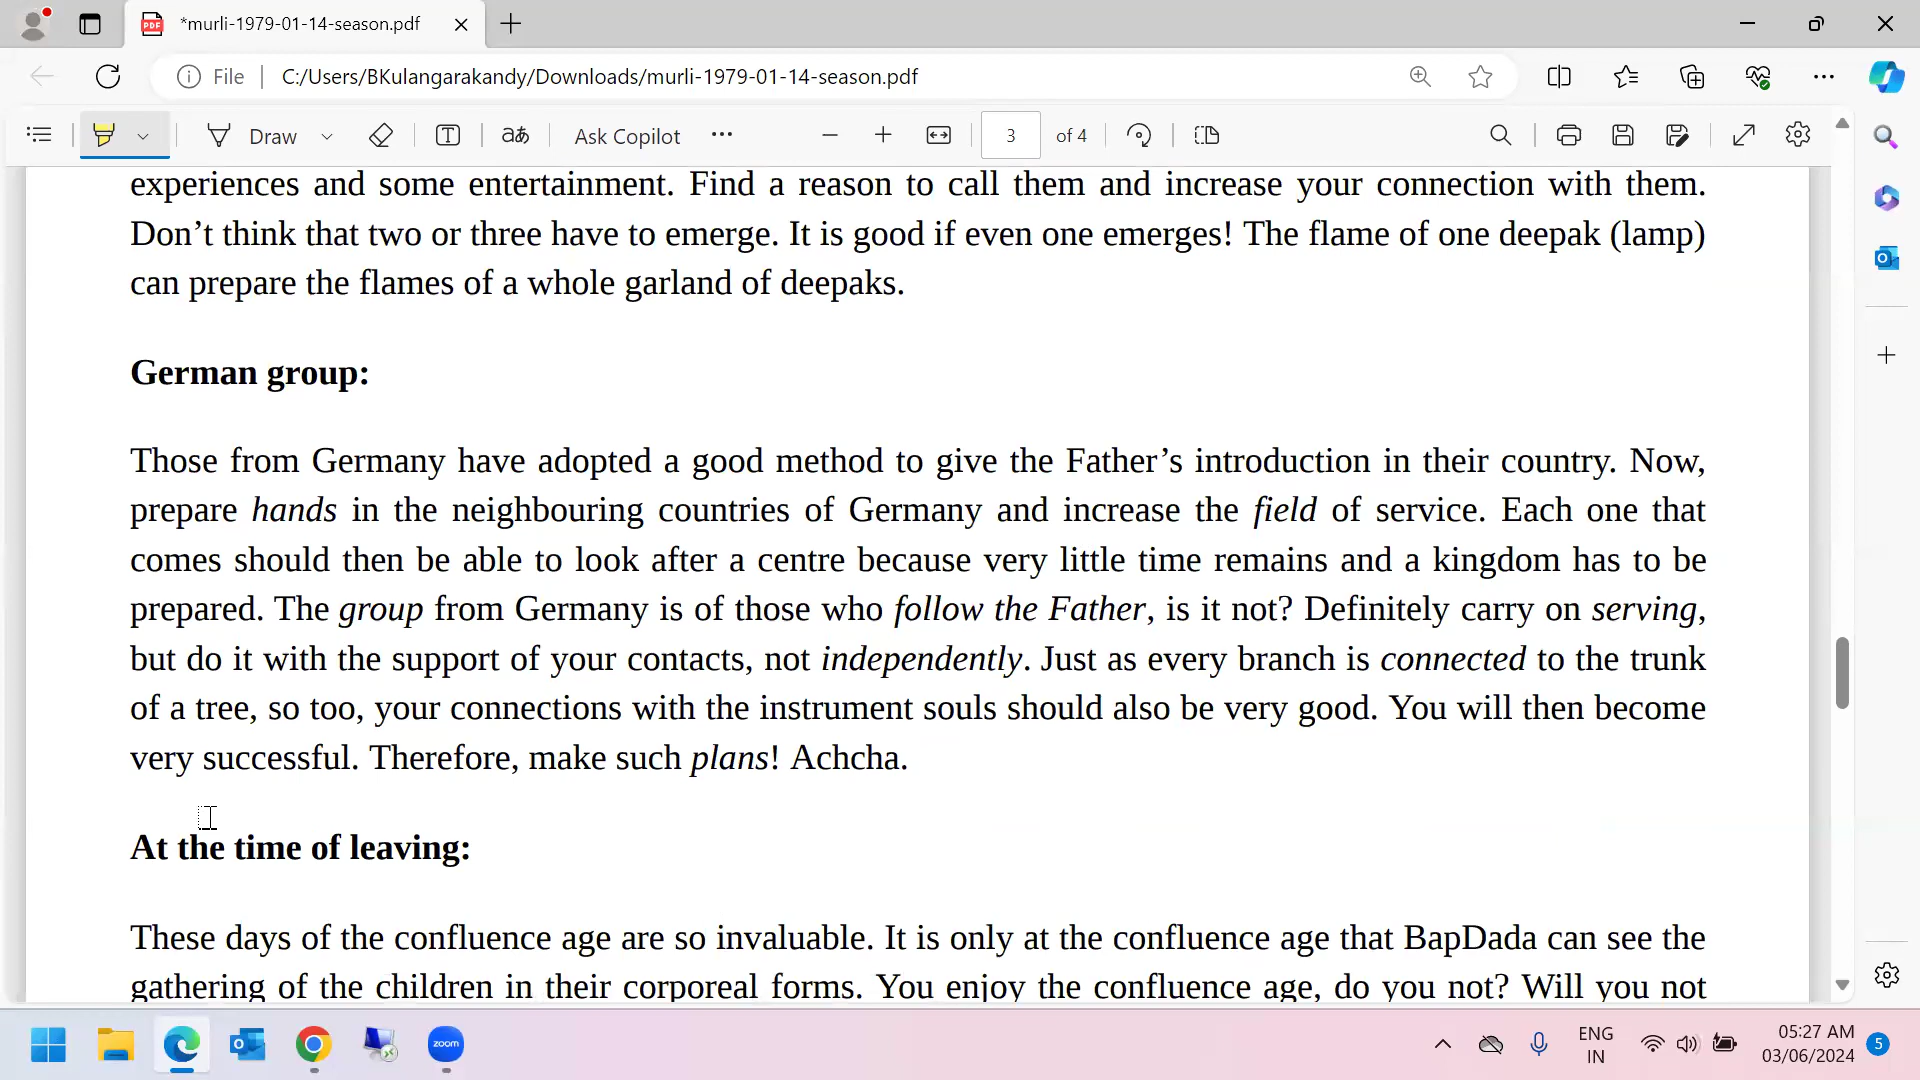 *murli-1979-01-14-season.pdf
File
C:/Users/BKulangarakandy/Downloads/murli-1979-01-14-season.pdf
Draw
aあ
Ask Copilot
3
of 4
experiences and some entertainment. Find a reason to call them and increase your connection with them.
Don’t think that two or three have to emerge. It is good if even one emerges! The flame of one deepak (lamp)
can prepare the flames of a whole garland of deepaks.
German group:
Those from Germany have adopted a good method to give the Father’s introduction in their country. Now,
prepare hands in the neighbouring countries of Germany and increase the field of service. Each one that
comes should then be able to look after a centre because very little time remains and a kingdom has to be
prepared. The group from Germany is of those who follow the Father, is it not? Definitely carry on serving,
but do it with the support of your contacts, not independently. Just as every branch is connected to the trunk
of a tree, so too, your connections with the instrument souls should also be very good. You will then become
very successful. Therefore, make such plans! Achcha.
At the time of leaving:
These days of the confluence age are so invaluable. It is only at the confluence age that BapDada can see the
gathering of the children in their corporeal forms. You enjoy the confluence age, do you not? Will you not
zoom
ENG
IN
05:27 AM
03/06/2024
5